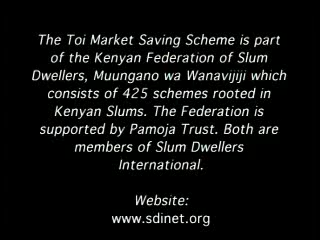 The Toi Market Saving Scheme is part
of the Kenyan Federation of Slum
Dwellers, Muungano wa Wanavijiji which
consists of 425 schemes rooted in
Kenyan Slums. The Federation is
supported by Pamoja Trust. Both are
members of Slum Dwellers
International.
Website:
www.sdinet.org